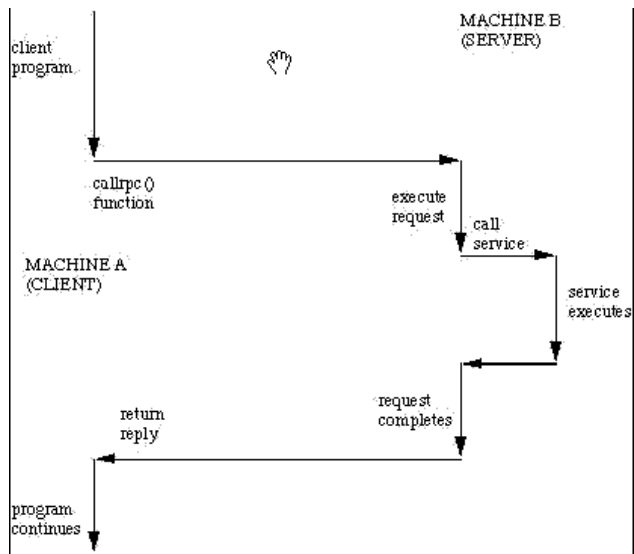 MACHINE B
(SERVER)
client
program
callrpc()
function
execute
request
call
service
MACHINE A
(CLIENT)
service
executes
request
completes
return
reply
program
continues